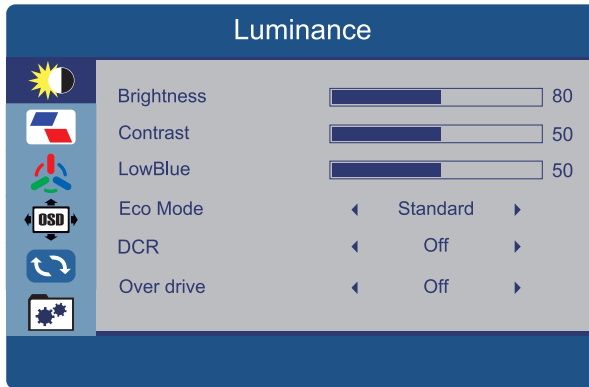 Luminance
Brightness 80
Contrast 50
LowBlue 50
Eco Mode Standard
DCR Off
OSD
Over drive Off